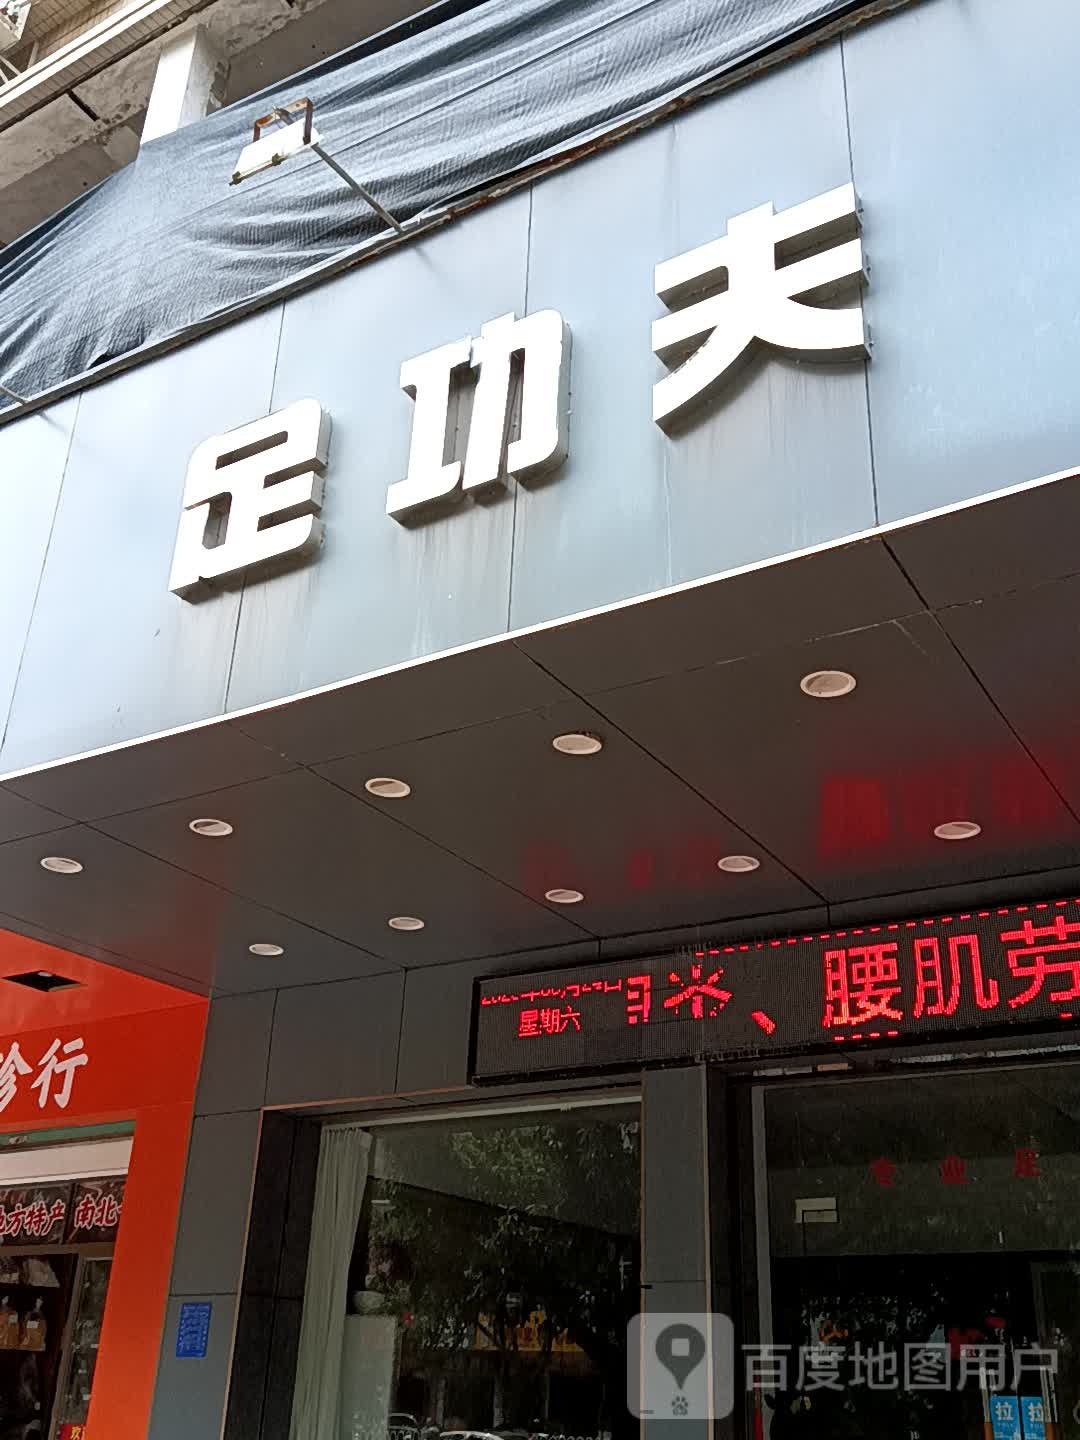 足功夫
星期六
、腰肌劳
行
地方特产 南北
专业足
拉 拉
百度地图用户